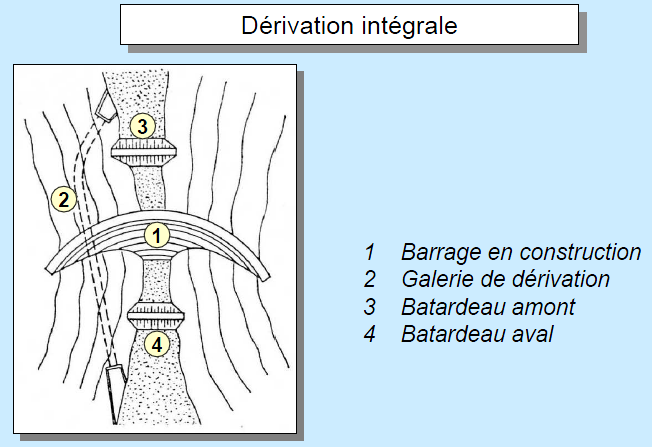 Dérivation intégrale
3
2
1
4
1 Barrage en construction
2 Galerie de dérivation
3 Batardeau amont
4 Batardeau aval